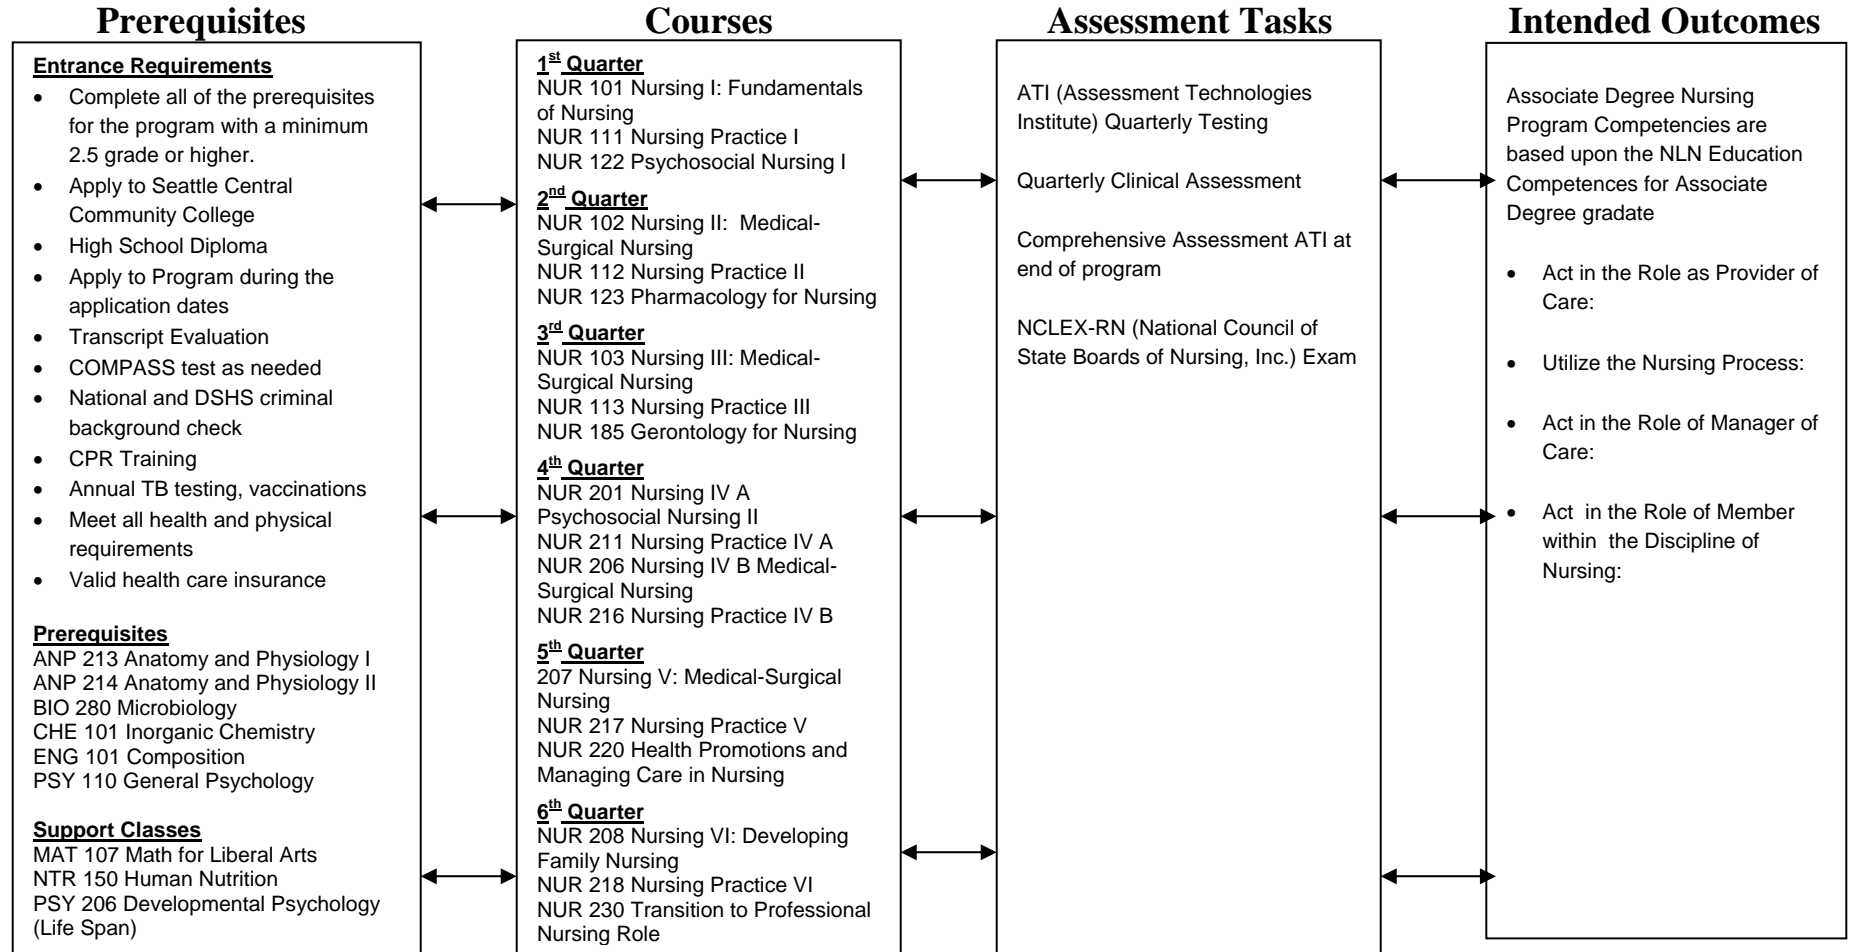 Prerequisites
Entrance Requirements
• Complete all of the prerequisites
for the program with a minimum
2.5 grade or higher.
• Apply to Seattle Central
Community College
• High School Diploma
• Apply to Program during the
application dates
• Transcript Evaluation
• COMPASS test as needed
• National and DSHS criminal
background check
• CPR Training
• Annual TB testing, vaccinations
• Meet all health and physical
requirements
• Valid health care insurance
Prerequisites
ANP 213 Anatomy and Physiology I
ANP 214 Anatomy and Physiology II
BIO 280 Microbiology
CHE 101 Inorganic Chemistry
ENG 101 Composition
PSY 110 General Psychology
Support Classes
MAT 107 Math for Liberal Arts
NTR 150 Human Nutrition
PSY 206 Developmental Psychology
(Life Span)
Courses
1st Quarter
NUR 101 Nursing I: Fundamentals
of Nursing
NUR 111 Nursing Practice I
NUR 122 Psychosocial Nursing I
2nd Quarter
NUR 102 Nursing II: Medical-
Surgical Nursing
NUR 112 Nursing Practice II
NUR 123 Pharmacology for Nursing
3rd Quarter
NUR 103 Nursing III: Medical-
Surgical Nursing
NUR 113 Nursing Practice III
NUR 185 Gerontology for Nursing
4th Quarter
NUR 201 Nursing IV A
Psychosocial Nursing II
NUR 211 Nursing Practice IV A
NUR 206 Nursing IV B Medical-
Surgical Nursing
NUR 216 Nursing Practice IV B
5th Quarter
207 Nursing V: Medical-Surgical
Nursing
NUR 217 Nursing Practice V
NUR 220 Health Promotions and
Managing Care in Nursing
6th Quarter
NUR 208 Nursing VI: Developing
Family Nursing
NUR 218 Nursing Practice VI
NUR 230 Transition to Professional
Nursing Role
Assessment Tasks
ATI (Assessment Technologies
Institute) Quarterly Testing
Quarterly Clinical Assessment
Comprehensive Assessment ATI at
end of program
NCLEX-RN (National Council of
State Boards of Nursing, Inc.) Exam
Intended Outcomes
Associate Degree Nursing
Program Competencies are
based upon the NLN Education
Competences for Associate
Degree gradate
• Act in the Role as Provider of
Care:
• Utilize the Nursing Process:
• Act in the Role of Manager of
Care:
• Act in the Role of Member
within the Discipline of
Nursing: